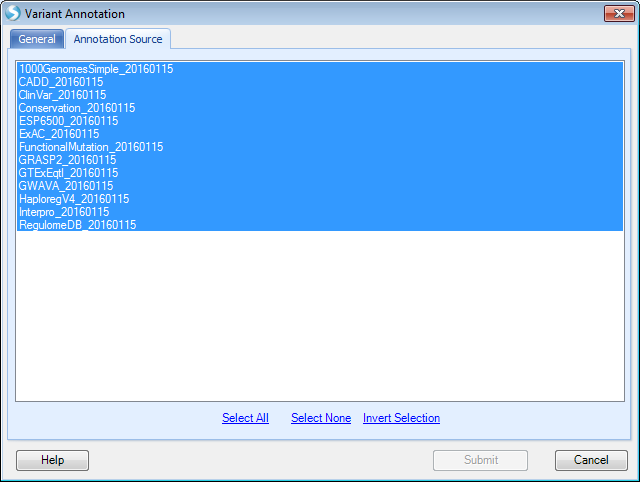 Variant Annotation
General Annotation Source
1000GenomesSimple_20160115
CADD_20160115
ClinVar_20160115
Conservation_20160115
ESP6500_20160115
ExAC_20160115
FunctionalMutation_20160115
GRASP2_20160115
GTExEqtl_20160115
GWAVA_20160115
HaploregV4_20160115
Interpro_20160115
RegulomeDB_20160115
Select All Select None Invert Selection
Help Submit Cancel